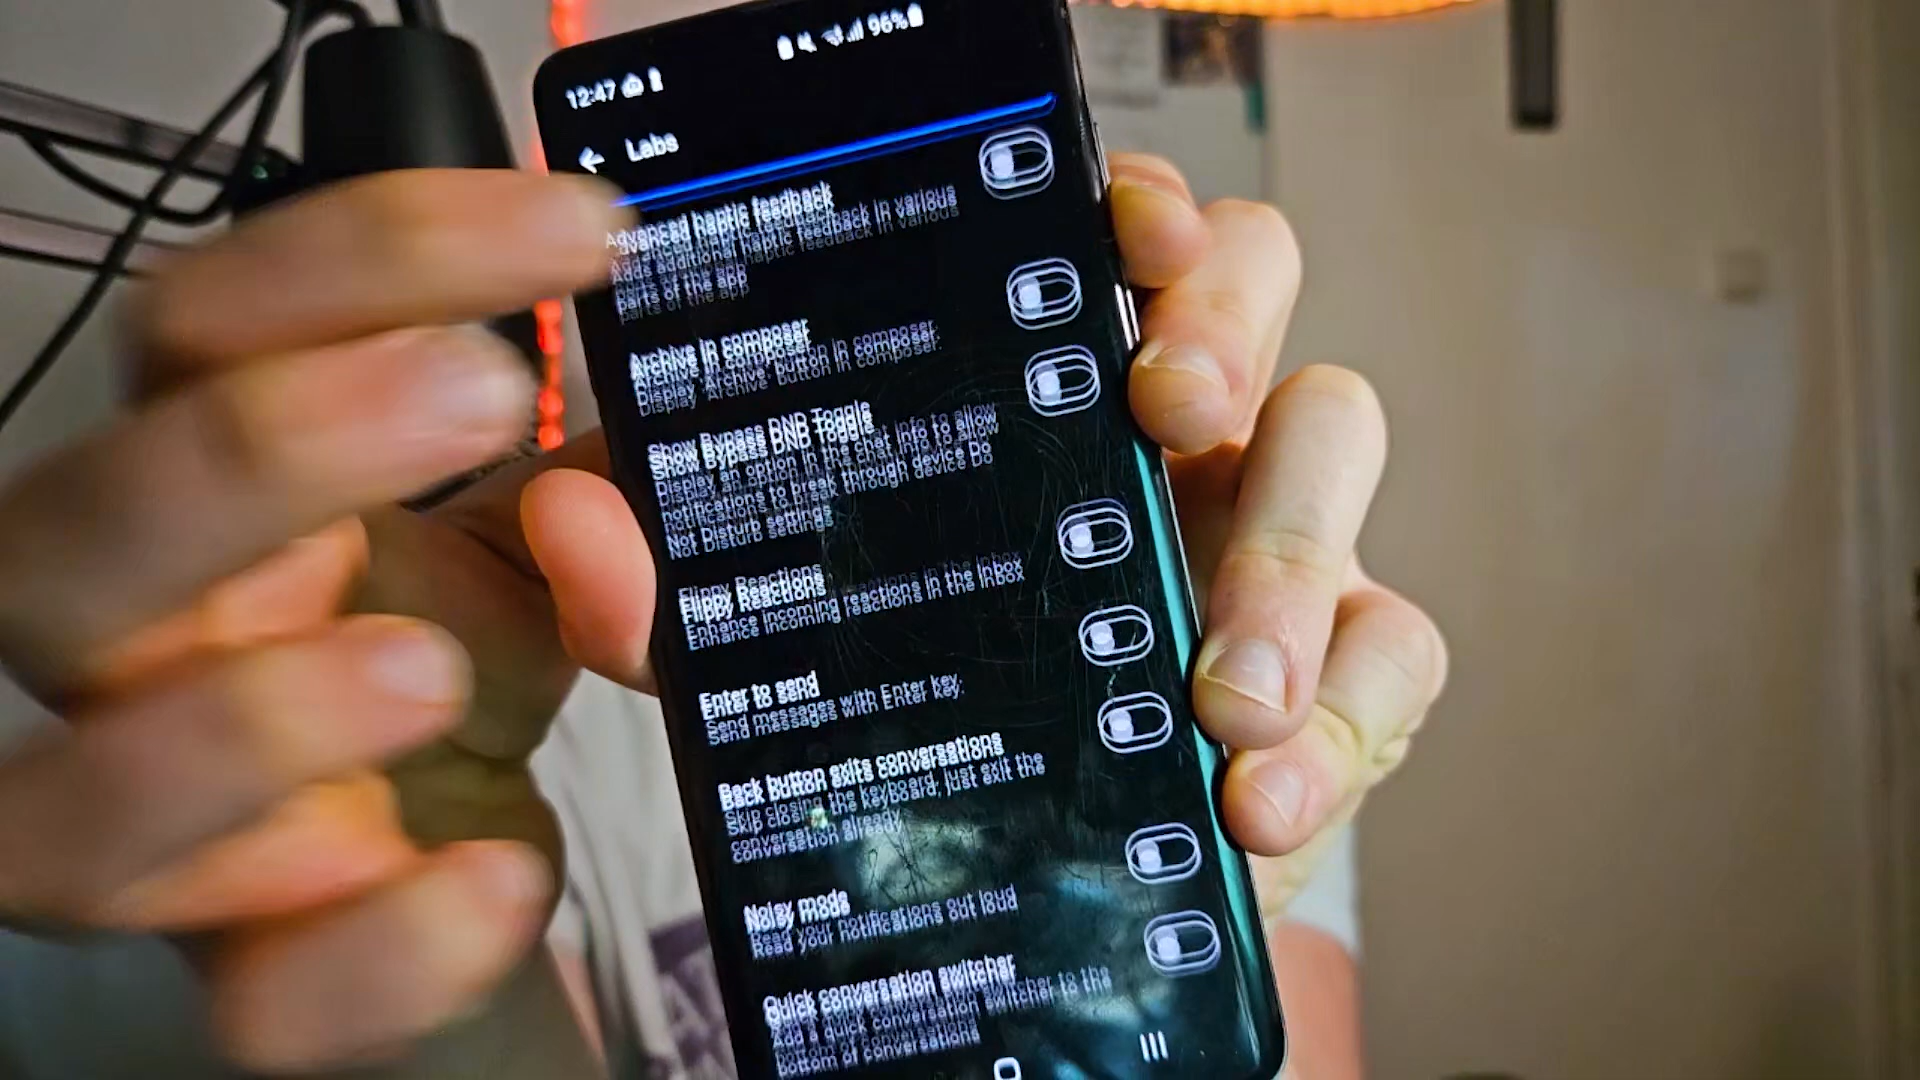 12:47 96%
Labs
Advanced haptic feedback
Adds additional haptic feedback in various
parts of the app
Archive in composer
Display 'Archive' button in composer.
Show Bypass DND Toggle
Display an option in the chat info to allow
notifications to break through device Do
Not Disturb settings
Flippy Reactions
Enhance incoming reactions in the Inbox
Enter to send
Send messages with Enter key.
Back button exits conversations
Skip closing the keyboard, just exit the
conversation already
Noisy mode
Read your notifications out loud
Quick conversation switcher
Add a quick conversation switcher to the
bottom of conversations